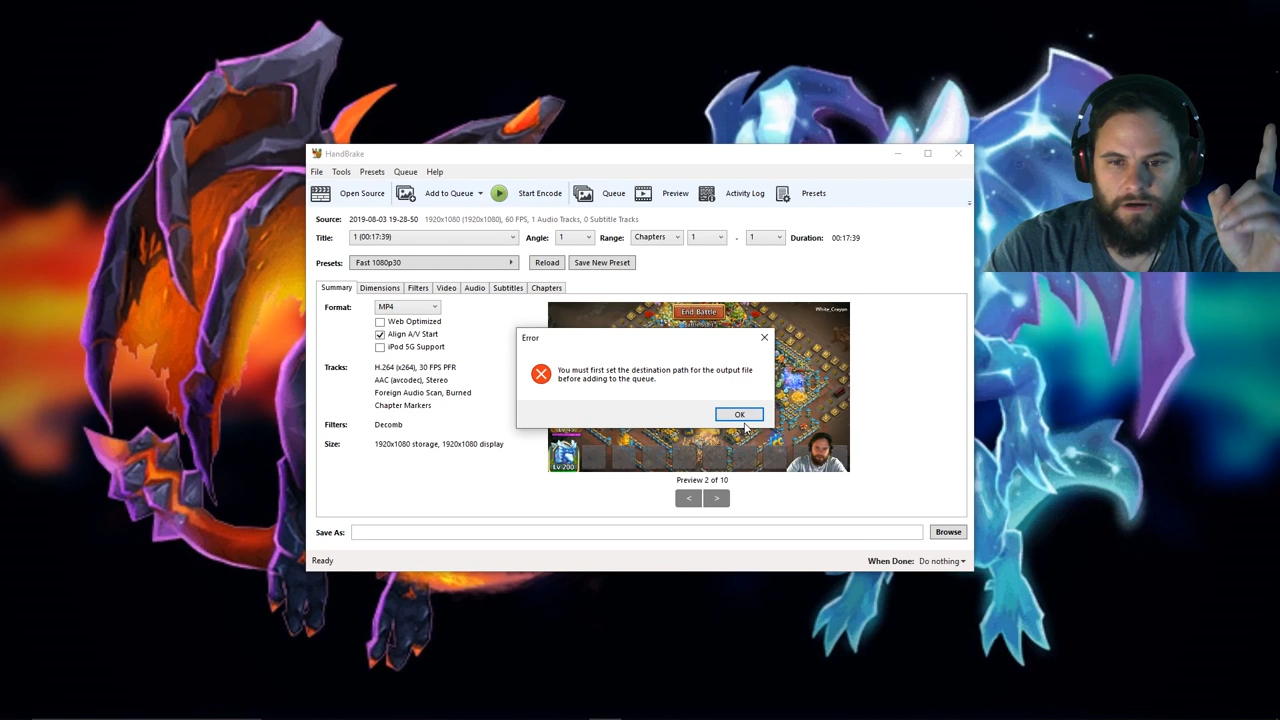 HandBrake
File Tools Presets Queue Help
Open Source Add to Queue Start Encode Queue Preview Activity Log Presets
Source: 2019-08-03 19-28-50 1920x1080 (1920x1080), 60 FPS, 1 Audio Tracks, 0 Subtitle Tracks
Title: 1 (00:17:39) Angle: 1 Range: Chapters 1 - 1 Duration: 00:17:39
Presets: Fast 1080p30 Reload Save New Preset
Summary Dimensions Filters Video Audio Subtitles Chapters
Format: MP4
Web Optimized
Align A/V Start
iPod 5G Support
Tracks: H.264 (x264), 30 FPS PFR
AAC (avcodec), Stereo
Foreign Audio Scan, Burned
Chapter Markers
Filters: Decomb
Size: 1920x1080 storage, 1920x1080 display
End Battle
White_Crayon
Error
You must first set the destination path for the output file
before adding to the queue.
OK
Lv 200
Preview 2 of 10
< >
Save As: Browse
Ready When Done: Do nothing